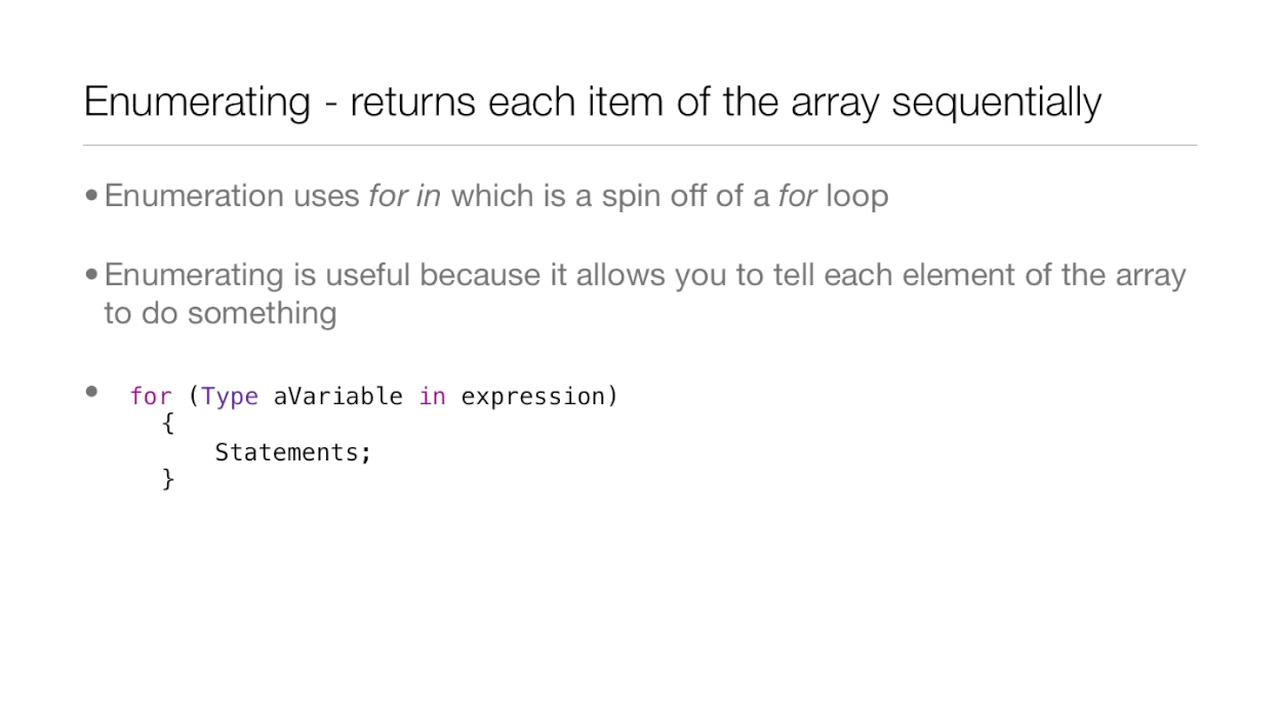 Enumerating - returns each item of the array sequentially
•Enumeration uses for in which is a spin off of a for loop
•Enumerating is useful because it allows you to tell each element of the array
to do something
• for (Type aVariable in expression)
{
Statements;
}